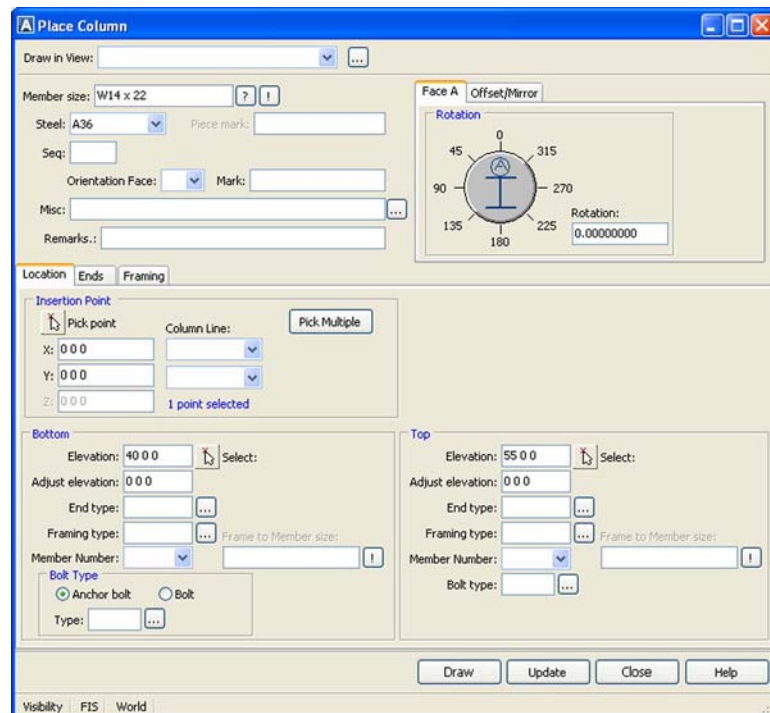 A Place Column
Draw in View: ...
Member size: W14 x 22 ? !
Steel: A36 Piece mark:
Seq:
Orientation Face: Mark:
Misc: ...
Remarks.:
Face A Offset/Mirror
Rotation
0
45 315
A
90 270
135 225
180
Rotation:
0.00000000
Location Ends Framing
Insertion Point
Pick point Column Line: Pick Multiple
X: 0 0 0
Y: 0 0 0
Z: 0 0 0 1 point selected
Bottom
Elevation: 40 0 0 Select:
Adjust elevation: 0 0 0
End type: ...
Framing type: ... Frame to Member size:
Member Number: !
Bolt Type
Anchor bolt Bolt
Type: ...
Top
Elevation: 55 0 0 Select:
Adjust elevation: 0 0 0
End type: ...
Framing type: ... Frame to Member size:
Member Number: !
Bolt type: ...
Draw Update Close Help
Visibility FIS World